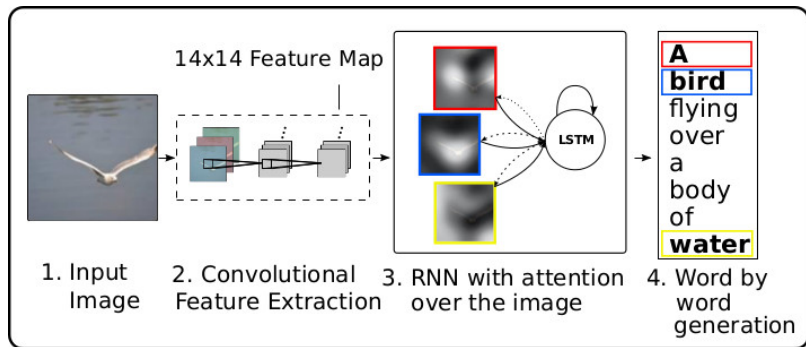 14x14 Feature Map
LSTM
A
bird
flying
over
a
body
of
water
1. Input
Image
2. Convolutional
Feature Extraction
3. RNN with attention
over the image
4. Word by
word
generation